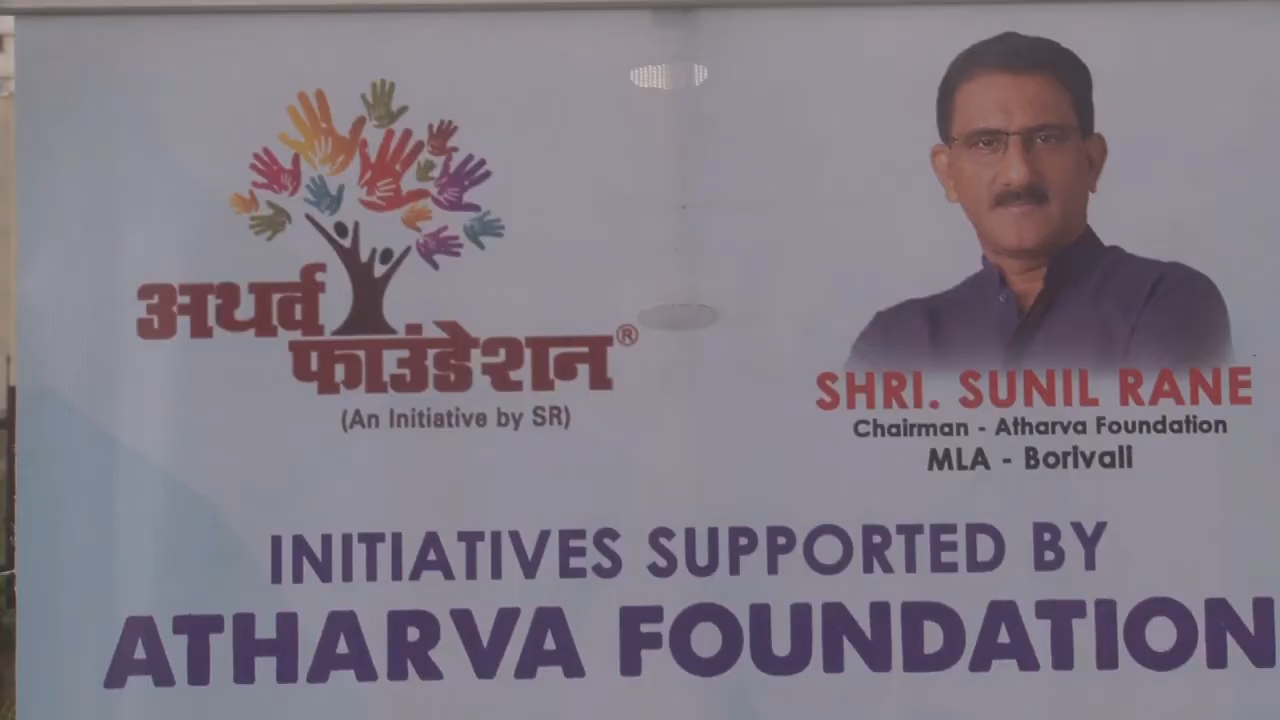 अथर्व
फाउंडेशन®
(An Initiative by SR)
SHRI. SUNIL RANE
Chairman - Atharva Foundation
MLA - Borivali
INITIATIVES SUPPORTED BY
ATHARVA FOUNDATION